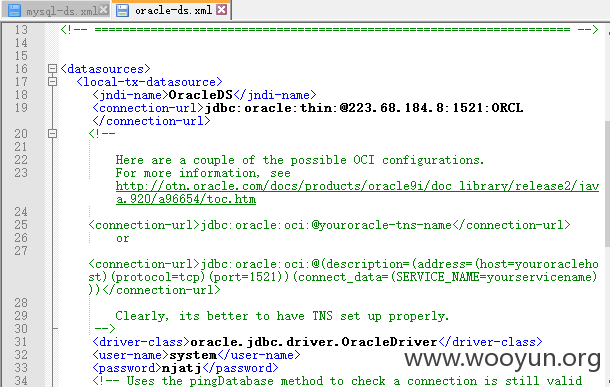 mysql-ds.xml oracle-ds.xml
13 <!-- ===================================================================== -->
14
15
16 <datasources>
17 <local-tx-datasource>
18 <jndi-name>OracleDS</jndi-name>
19 <connection-url>jdbc:oracle:thin:@223.68.184.8:1521:ORCL
</connection-url>
20 <!--
21
22 Here are a couple of the possible OCI configurations.
23 For more information, see
http://otn.oracle.com/docs/products/oracle9i/doc_library/release2/jav
a.920/a96654/toc.htm
24
25 <connection-url>jdbc:oracle:oci:@youroracle-tns-name</connection-url>
26 or
27
<connection-url>jdbc:oracle:oci:@(description=(address=(host=youroracleho
st)(protocol=tcp)(port=1521))(connect_data=(SERVICE_NAME=yourservicename)
))</connection-url>
28
29 Clearly, its better to have TNS set up properly.
30 -->
31 <driver-class>oracle.jdbc.driver.OracleDriver</driver-class>
32 <user-name>system</user-name>
33 <password>njatj</password>
34 <!-- Uses the pingDatabase method to check a connection is still valid
www.wooyun.org